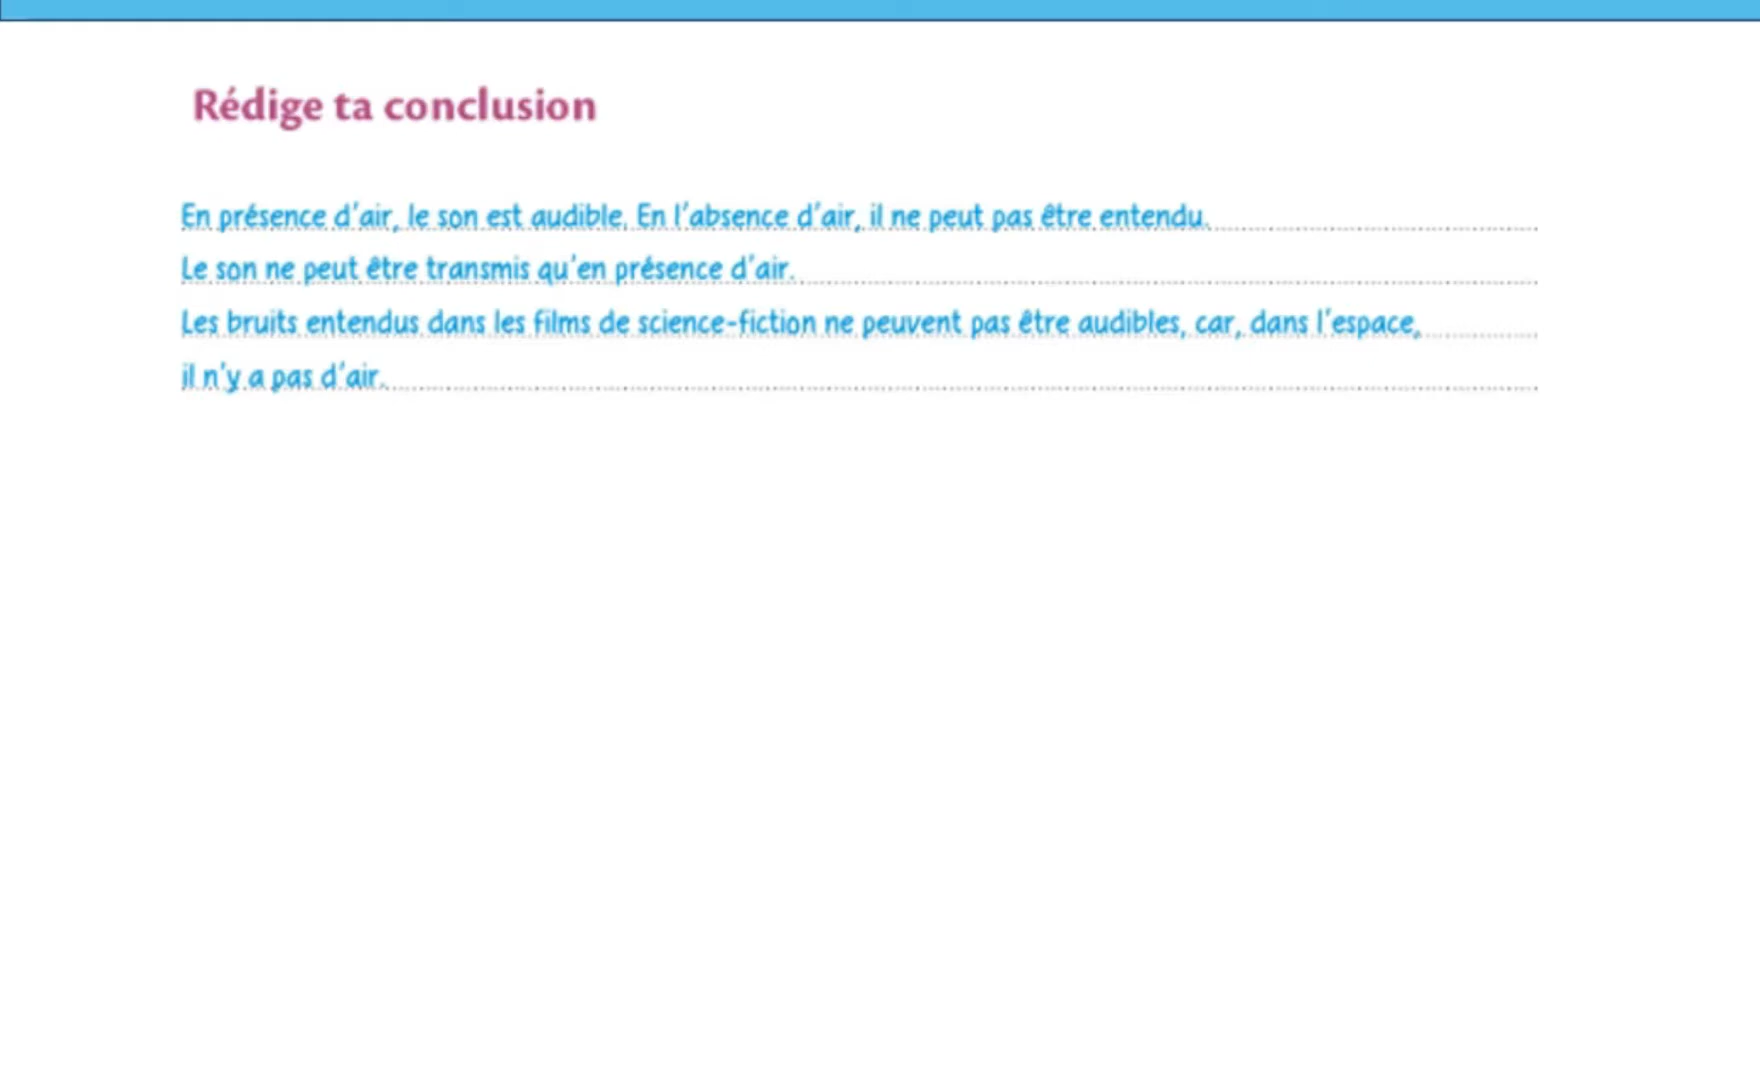 Rédige ta conclusion
En présence d'air, le son est audible. En l'absence d'air, il ne peut pas être entendu.
Le son ne peut être transmis qu'en présence d'air.
Les bruits entendus dans les films de science-fiction ne peuvent pas être audibles, car, dans l'espace,
il n'y a pas d'air.